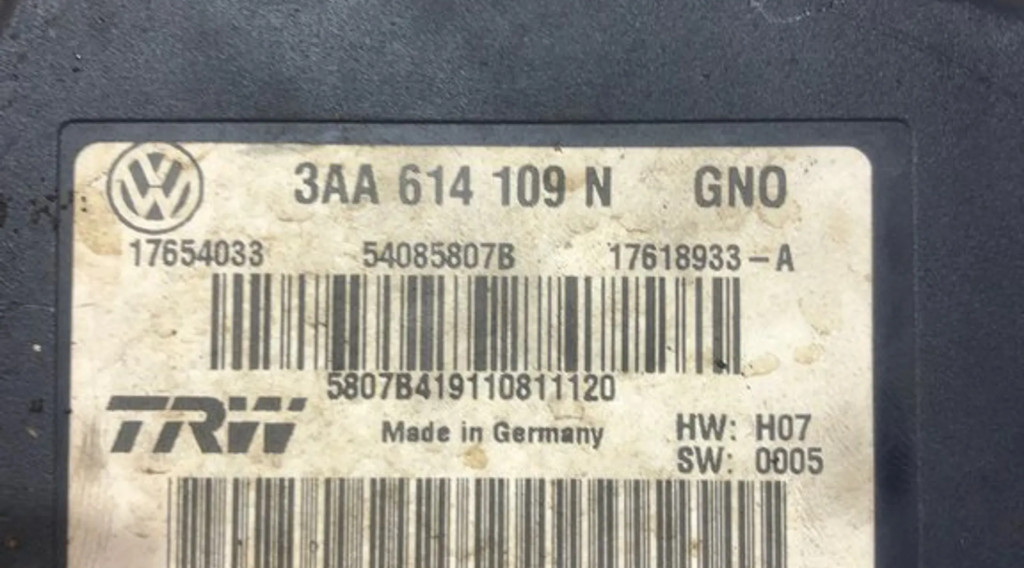 3AA 614 109 N GNO
17654033 54085807B 17618933-A
5807B419110811120
TRW
Made in Germany
HW: H07
SW: 0005